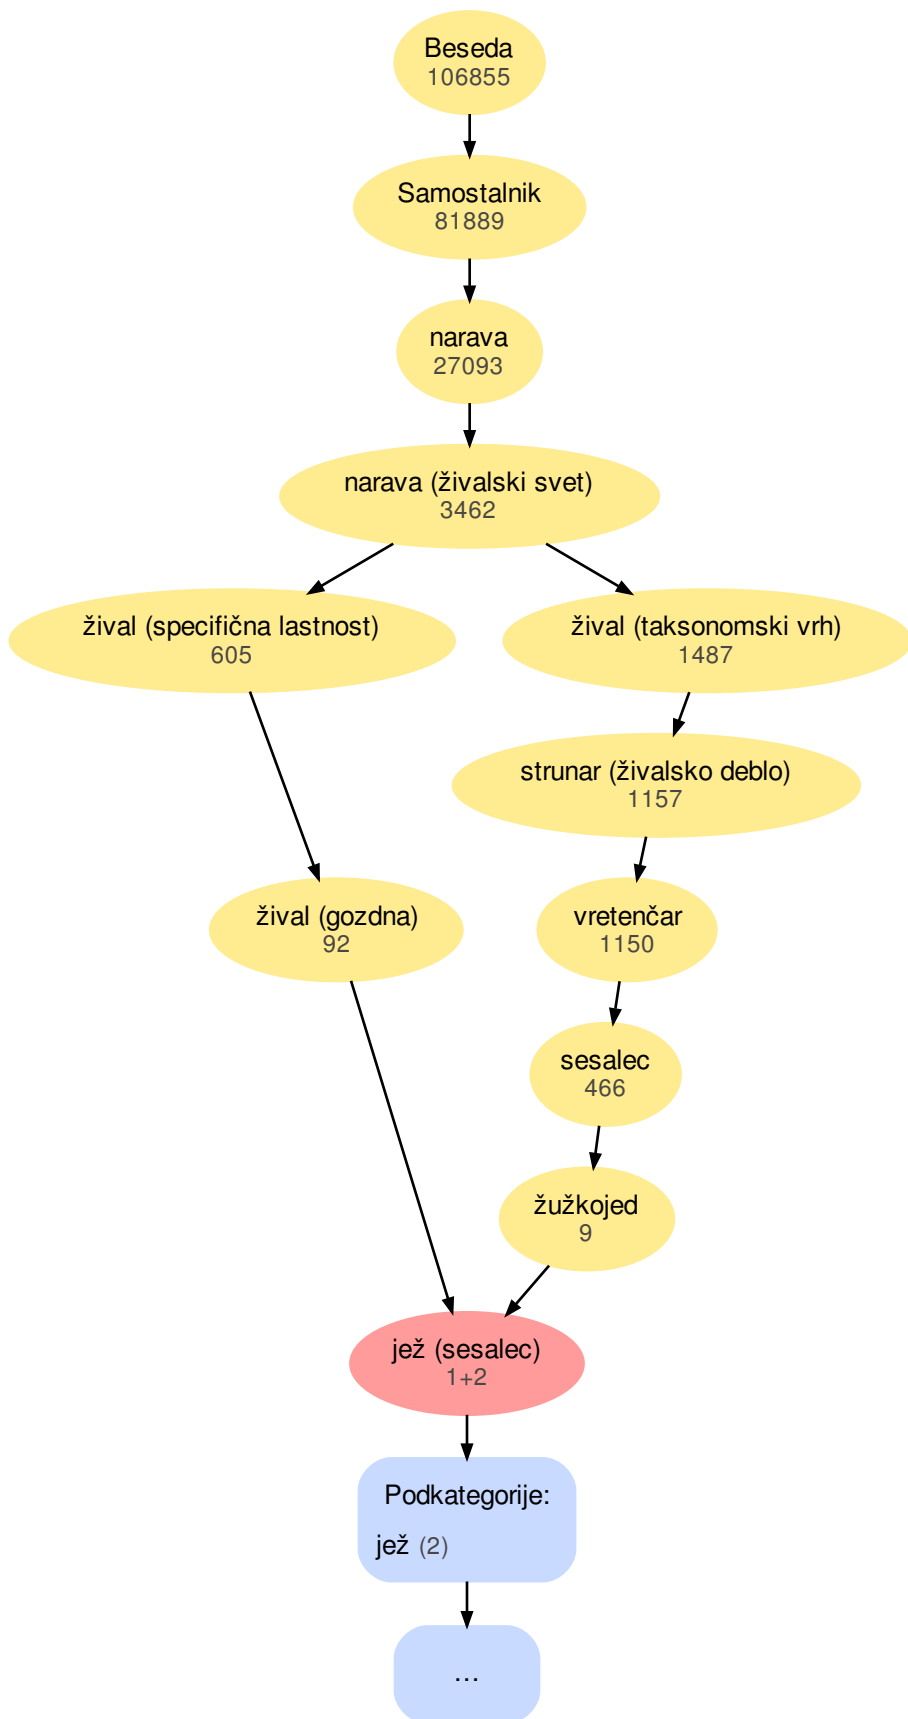 Beseda
106855
Samostalnik
81889
narava
27093
narava (živalski svet)
3462
žival (specifična lastnost)
605
žival (taksonomski vrh)
1487
strunar (živalsko deblo)
1157
žival (gozdna)
92
vretenčar
1150
sesalec
466
žužkojed
9
jež (sesalec)
1+2
Podkategorije:
jež (2)
...